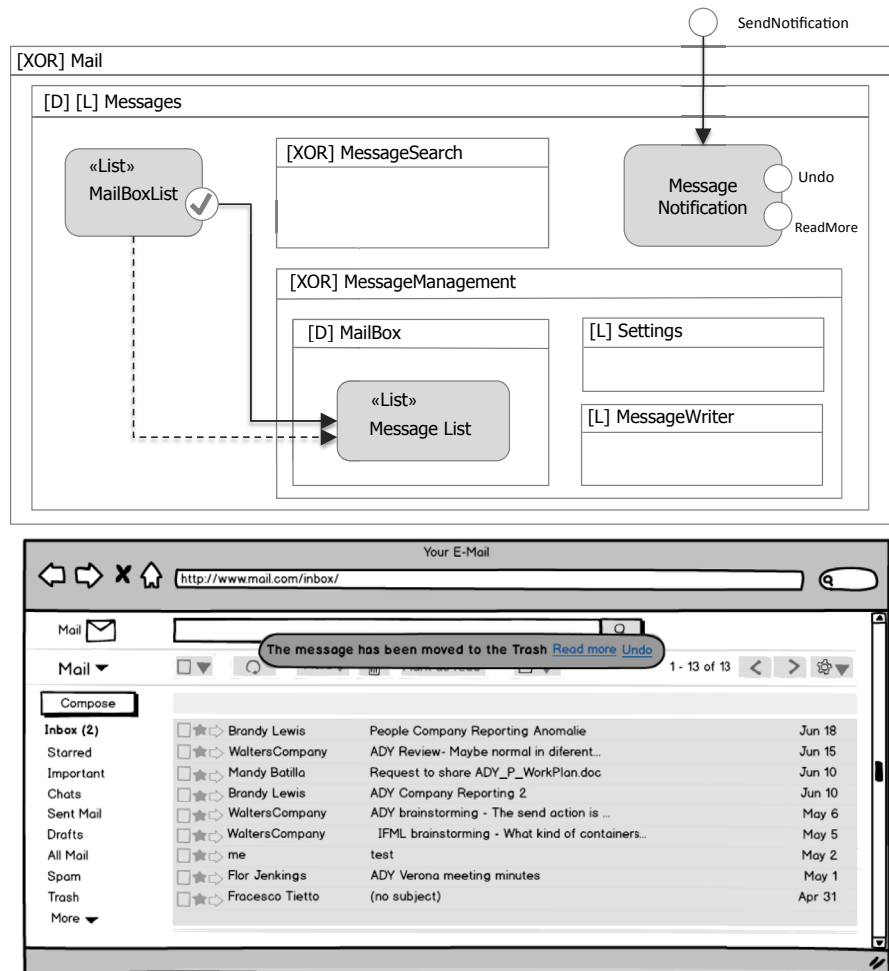 SendNotification
[XOR] Mail
[D] [L] Messages
«List»
MailBoxList
[XOR] MessageSearch
Message
Notification
Undo
ReadMore
[XOR] MessageManagement
[D] MailBox
«List»
Message List
[L] Settings
[L] MessageWriter
Your E-Mail
http://www.mail.com/inbox/
Mail
The message has been moved to the Trash Read more Undo
Mail
1 - 13 of 13
Compose
Inbox (2)
Brandy Lewis People Company Reporting Anomalie Jun 18
Starred WaltersCompany ADY Review- Maybe normal in diferent... Jun 15
Important Mandy Batilla Request to share ADY_P_WorkPlan.doc Jun 10
Chats Brandy Lewis ADY Company Reporting 2 Jun 10
Sent Mail WaltersCompany ADY brainstorming - The send action is ... May 6
Drafts WaltersCompany IFML brainstorming - What kind of containers... May 5
All Mail me test May 2
Spam Flor Jenkings ADY Verona meeting minutes May 1
Trash Fracesco Tietto (no subject) Apr 31
More